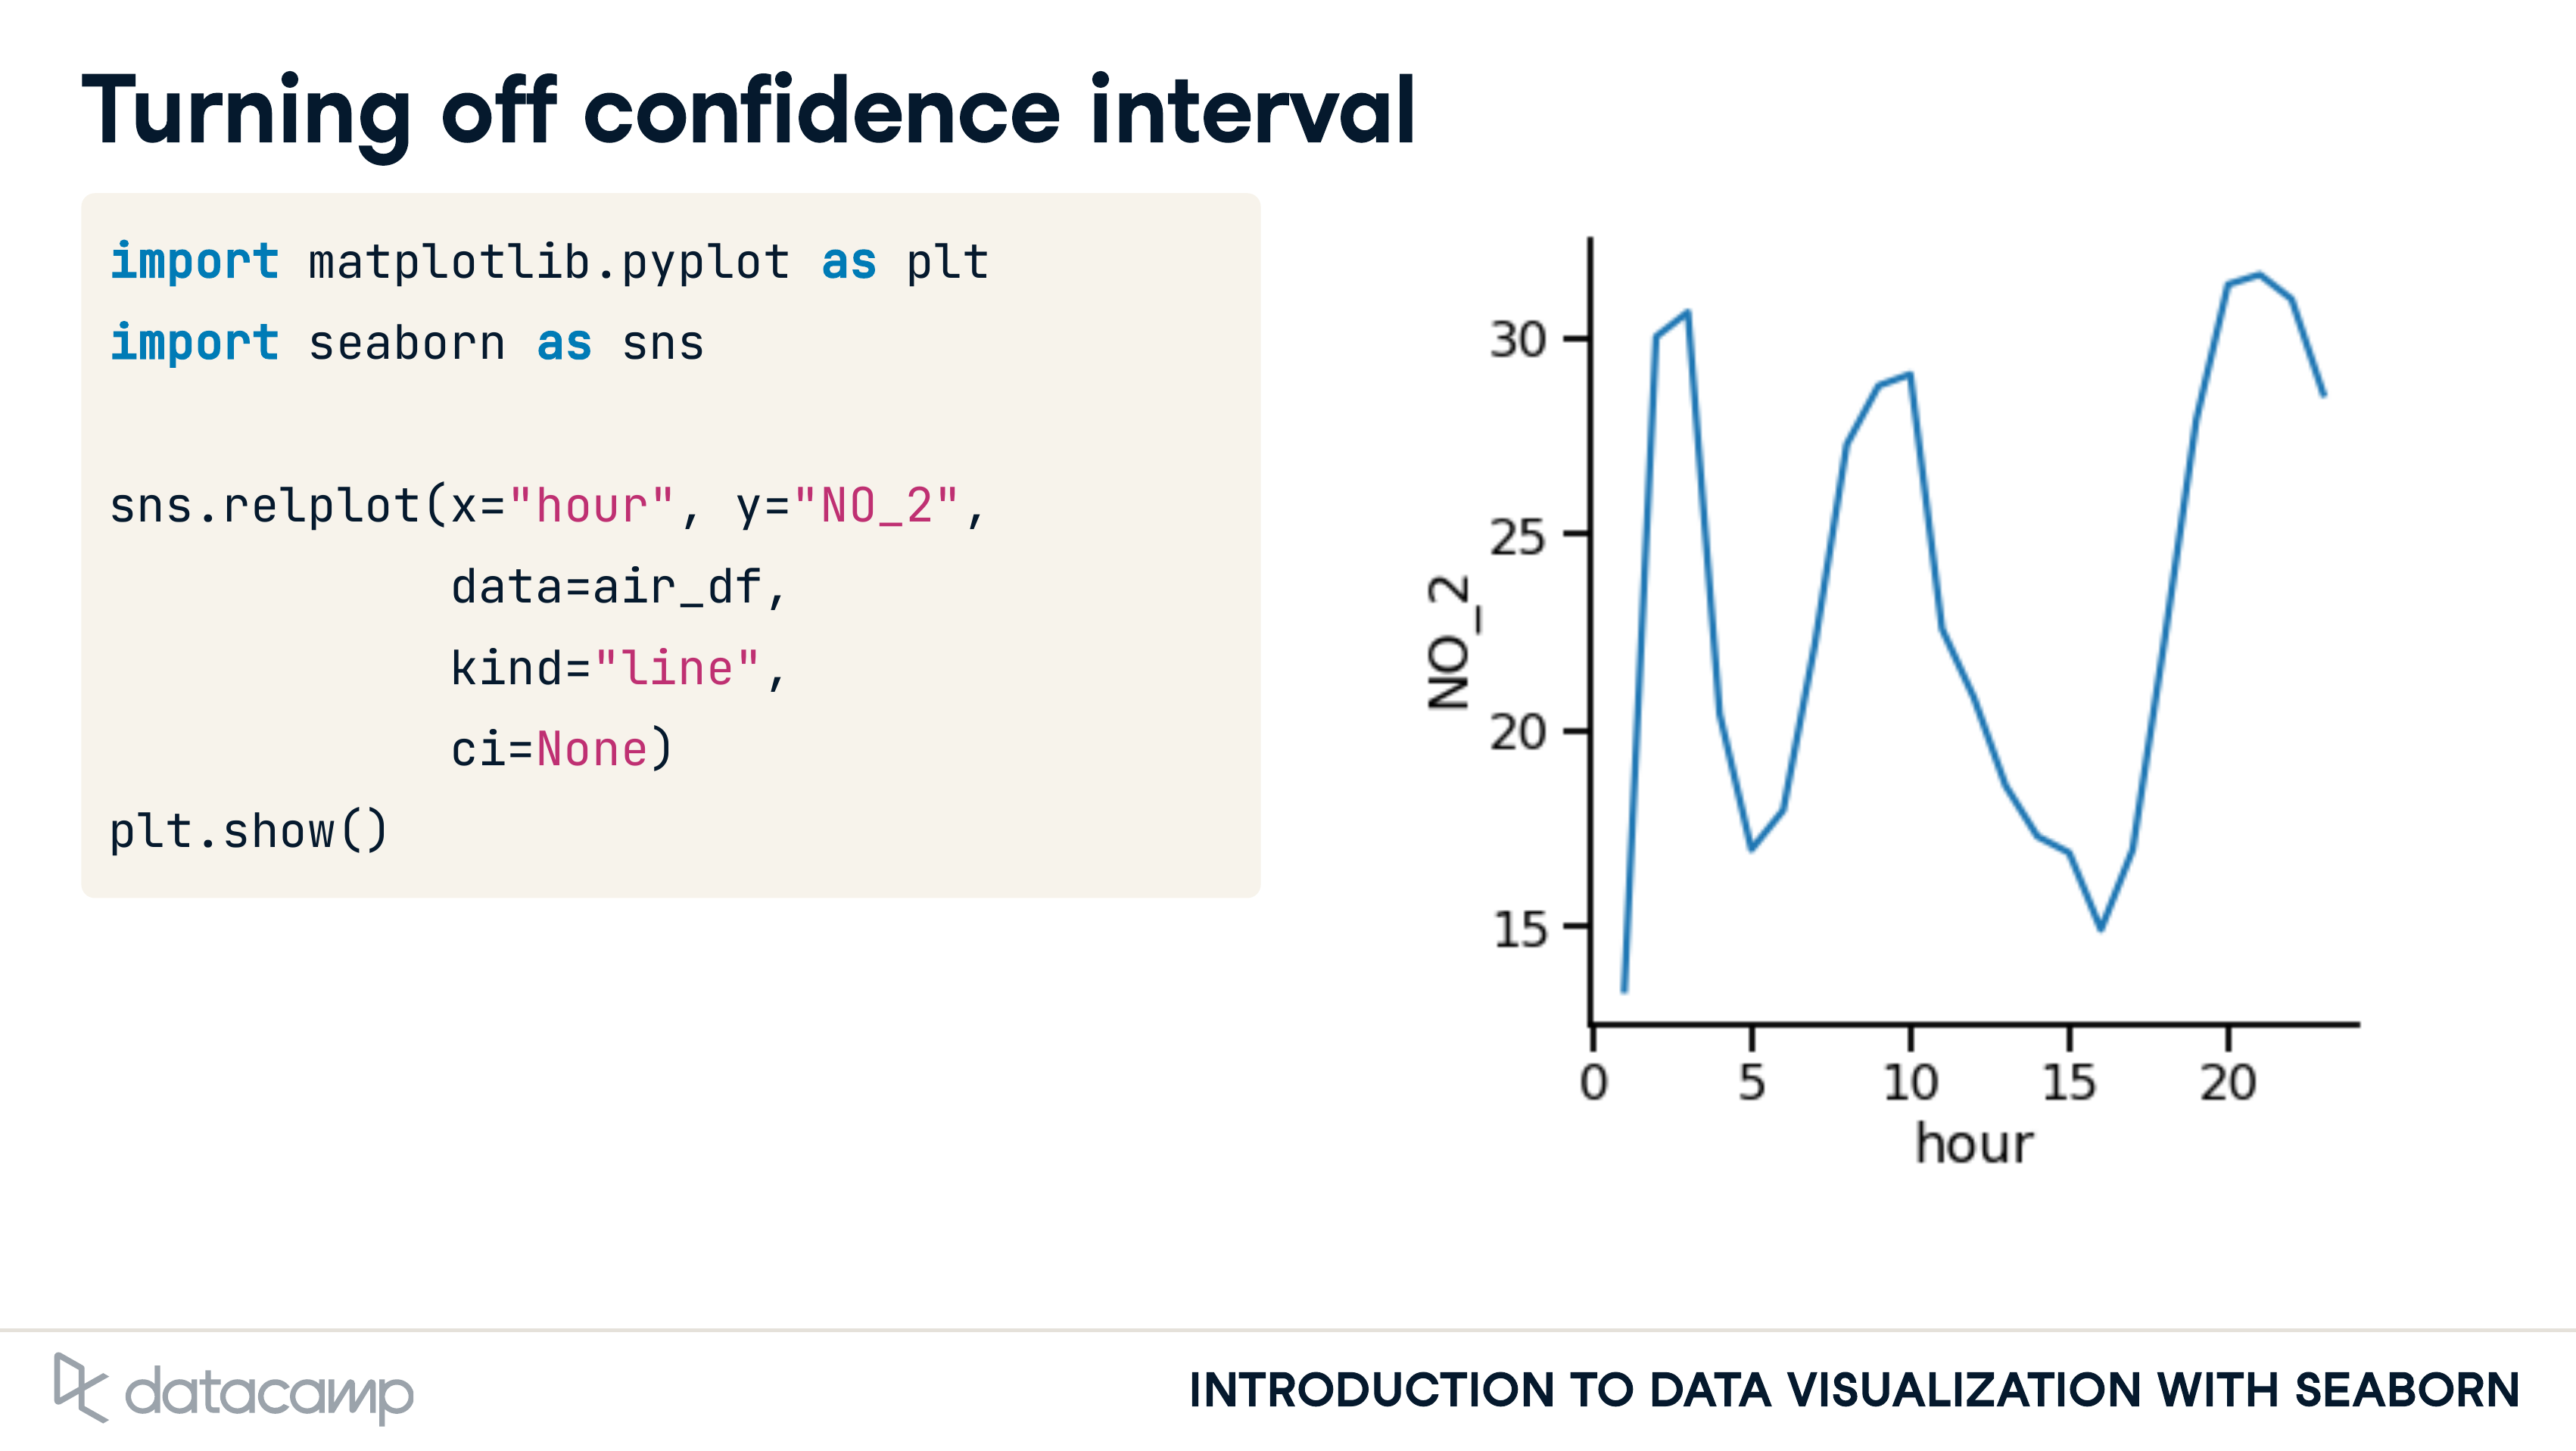 Turning off confidence interval
import matplotlib.pyplot as plt
import seaborn as sns
sns.relplot(x="hour", y="NO_2",
            data=air_df,
            kind="line",
            ci=None)
plt.show()
30
25
20
15
NO_2
0 5 10 15 20
hour
datacamp
INTRODUCTION TO DATA VISUALIZATION WITH SEABORN